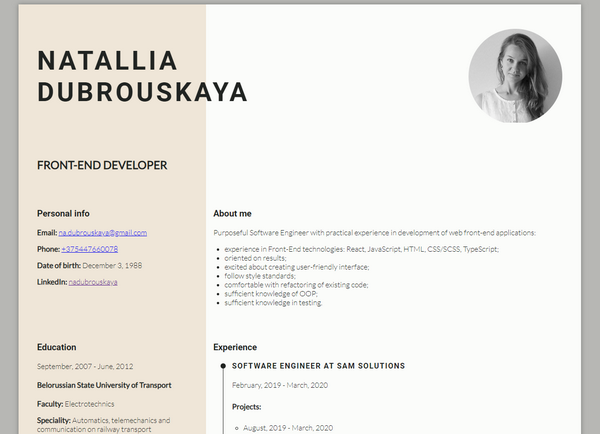 NATALLIA
DUBROUSKAYA
FRONT-END DEVELOPER
Personal info
Email: na.dubrouskaya@gmail.com
Phone: +375447660078
Date of birth: December 3, 1988
LinkedIn: nadubrouskaya
About me
Purposeful Software Engineer with practical experience in development of web front-end applications:
experience in Front-End technologies: React, JavaScript, HTML, CSS/SCSS, TypeScript;
oriented on results;
excited about creating user-friendly interface;
follow style standards;
comfortable with refactoring of existing code;
sufficient knowledge of OOP;
sufficient knowledge in testing.
Education
September, 2007 - June, 2012
Belorussian State University of Transport
Faculty: Electrotechnics
Speciality: Automatics, telemechanics and
communication on railway transport
Experience
SOFTWARE ENGINEER AT SAM SOLUTIONS
February, 2019 - March, 2020
Projects:
August, 2019 - March, 2020